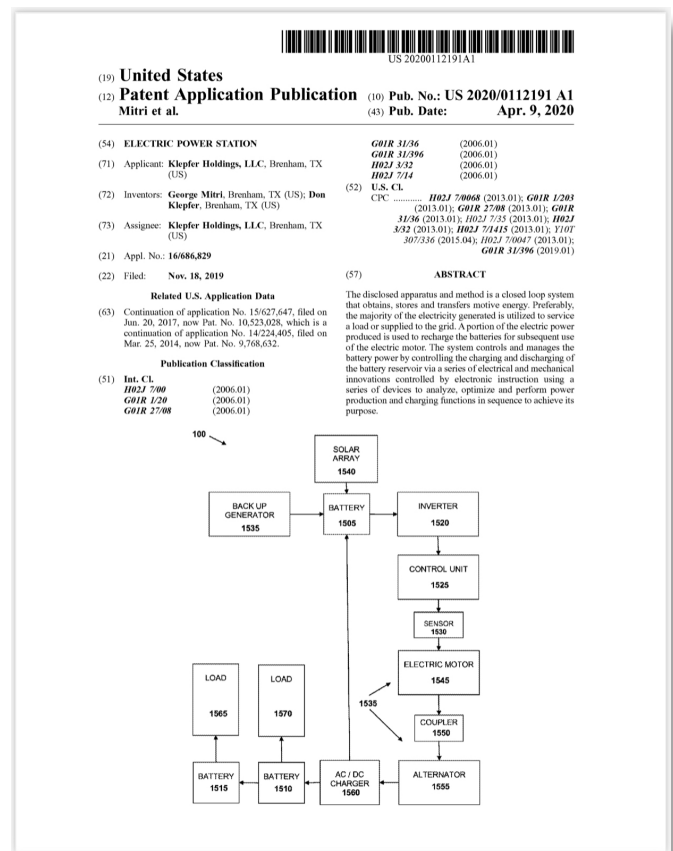 US 20200112191A1
(19) United States
(12) Patent Application Publication (10) Pub. No.: US 2020/0112191 A1
Mitri et al. (43) Pub. Date: Apr. 9, 2020
(54) ELECTRIC POWER STATION
(71) Applicant: Klepfer Holdings, LLC, Brenham, TX
(US)
(72) Inventors: George Mitri, Brenham, TX (US); Don
Klepfer, Brenham, TX (US)
(73) Assignee: Klepfer Holdings, LLC, Brenham, TX
(US)
(21) Appl. No.: 16/686,829
(22) Filed: Nov. 18, 2019
Related U.S. Application Data
(63) Continuation of application No. 15/627,647, filed on
Jun. 20, 2017, now Pat. No. 10,523,028, which is a
continuation of application No. 14/224,405, filed on
Mar. 25, 2014, now Pat. No. 9,768,632.
Publication Classification
(51) Int. Cl.
H02J 7/00 (2006.01)
G01R 1/20 (2006.01)
G01R 27/08 (2006.01)
G01R 31/36 (2006.01)
G01R 31/396 (2006.01)
H02J 3/32 (2006.01)
H02J 7/14 (2006.01)
(52) U.S. Cl.
CPC ............ H02J 7/0068 (2013.01); G01R 1/203
(2013.01); G01R 27/08 (2013.01); G01R
31/36 (2013.01); H02J 7/35 (2013.01); H02J
3/32 (2013.01); H02J 7/1415 (2013.01); Y10T
307/336 (2015.04); H02J 7/0047 (2013.01);
G01R 31/396 (2019.01)
(57) ABSTRACT
The disclosed apparatus and method is a closed loop system
that obtains, stores and transfers motive energy. Preferably,
the majority of the electricity generated is utilized to service
a load or supplied to the grid. A portion of the electric power
produced is used to recharge the batteries for subsequent use
of the electric motor. The system controls and manages the
battery power by controlling the charging and discharging of
the battery reservoir via a series of electrical and mechanical
innovations controlled by electronic instruction using a
series of devices to analyze, optimize and perform power
production and charging functions in sequence to achieve its
purpose.
100
SOLAR
ARRAY
1540
BACK UP
GENERATOR
1535
BATTERY
1505
INVERTER
1520
CONTROL UNIT
1525
SENSOR
1530
ELECTRIC MOTOR
1545
LOAD
1565
LOAD
1570
1535
COUPLER
1550
BATTERY
1515
BATTERY
1510
AC / DC
CHARGER
1560
ALTERNATOR
1555